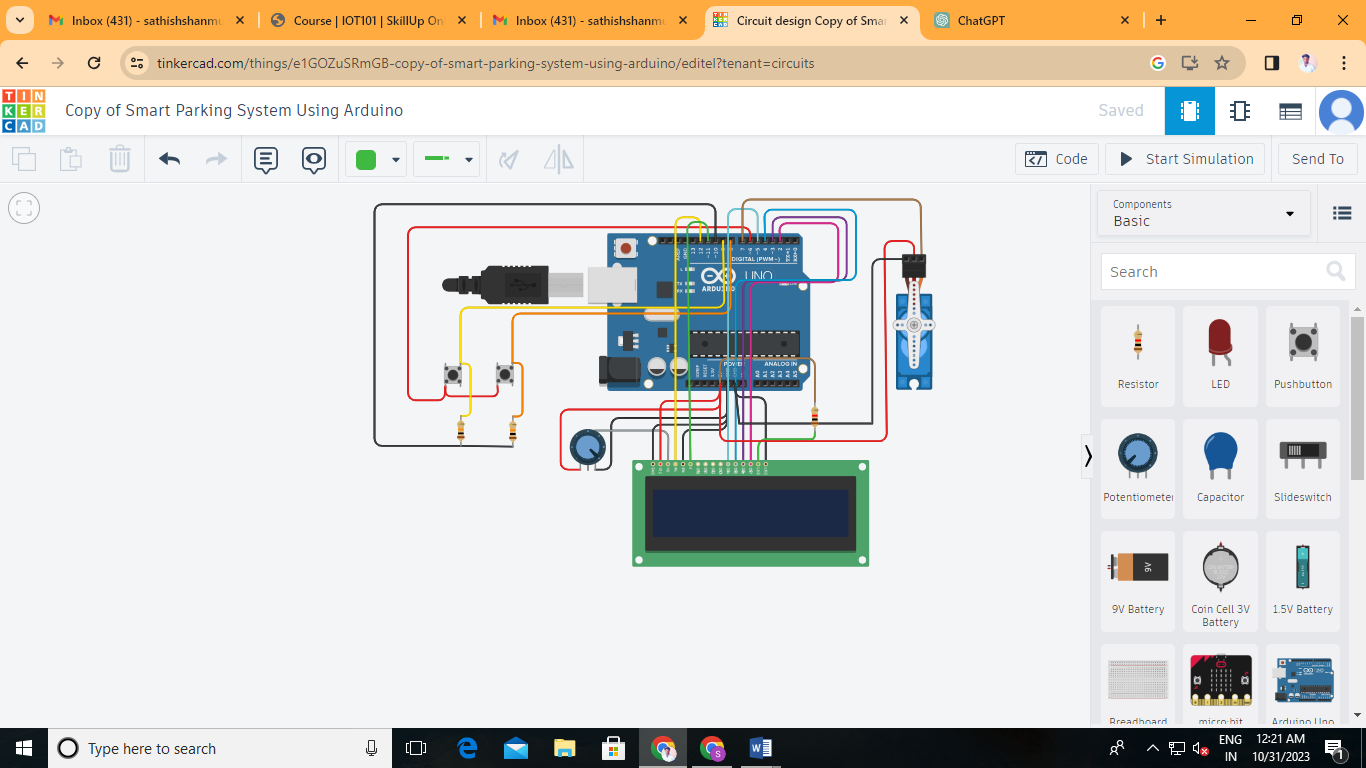 Inbox (431) - sathishshanmu
Course | IOT101 | SkillUp On
Inbox (431) - sathishshanmu
Circuit design Copy of Sma
ChatGPT
tinkercad.com/things/e1GOZuSRmGB-copy-of-smart-parking-system-using-arduino/editel?tenant=circuits
TIN
KER
CAD
Copy of Smart Parking System Using Arduino
Saved
Code
Start Simulation
Send To
Components
Basic
Search
DIGITAL (PWM~)
UNO
ARDUINO
POWER
ANALOG IN
Resistor
LED
Pushbutton
Potentiometer
Capacitor
Slideswitch
9V
9V Battery
Coin Cell 3V
Battery
1.5V Battery
Breadboard
micro:bit
Arduino Uno
Type here to search
ENG
IN
12:21 AM
10/31/2023
1